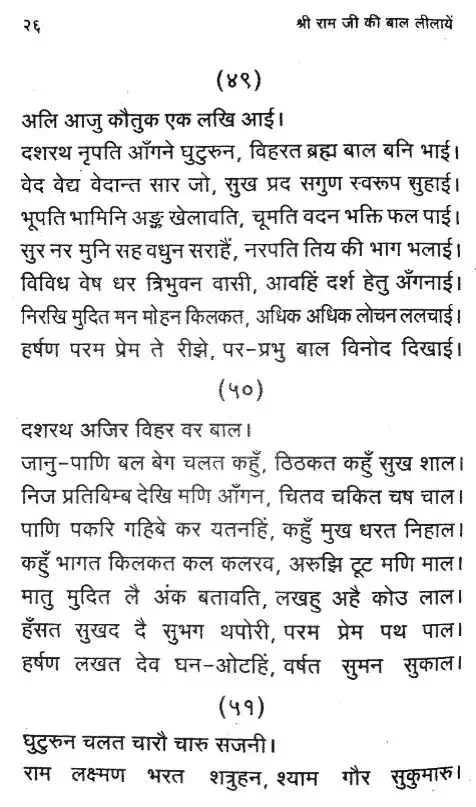 २६ श्री राम जी की बाल लीलायें
(४९)
अलि आजु कौतुक एक लखि आई।
दशरथ नृपति आँगने घुटुरुन, विहरत ब्रह्म बाल बनि भाई।
वेद वेद्य वेदान्त सार जो, सुख प्रद सगुण स्वरूप सुहाई।
भूपति भामिनि अङ्क खेलावति, चूमति वदन भक्ति फल पाई।
सुर नर मुनि सह वधुन सराहैं, नरपति तिय की भाग भलाई।
विविध वेष धर त्रिभुवन वासी, आवहिं दर्श हेतु अँगनाई।
निरखि मुदित मन मोहन किलकत, अधिक अधिक लोचन ललचाई।
हर्षण परम प्रेम ते रीझे, पर-प्रभु बाल विनोद दिखाई।
(५०)
दशरथ अजिर विहर वर बाल।
जानु-पाणि बल बेग चलत कहुँ, ठिठकत कहुँ सुख शाल।
निज प्रतिबिम्ब देखि मणि आँगन, चितव चकित चष चाल।
पाणि पकरि गहिबे कर यतनहिं, कहुँ मुख धरत निहाल।
कहुँ भागत किलकत कल कलरव, अरुझि टूट मणि माल।
मातु मुदित लै अंक बतावति, लखहु अहै कोउ लाल।
हँसत सुखद दै सुभग थपोरी, परम प्रेम पथ पाल।
हर्षण लखत देव घन-ओटहिं, वर्षत सुमन सुकाल।
(५१)
घुटुरुन चलत चारौ चारु सजनी।
राम लक्ष्मण भरत शत्रुहन, श्याम गौर सुकुमारु।